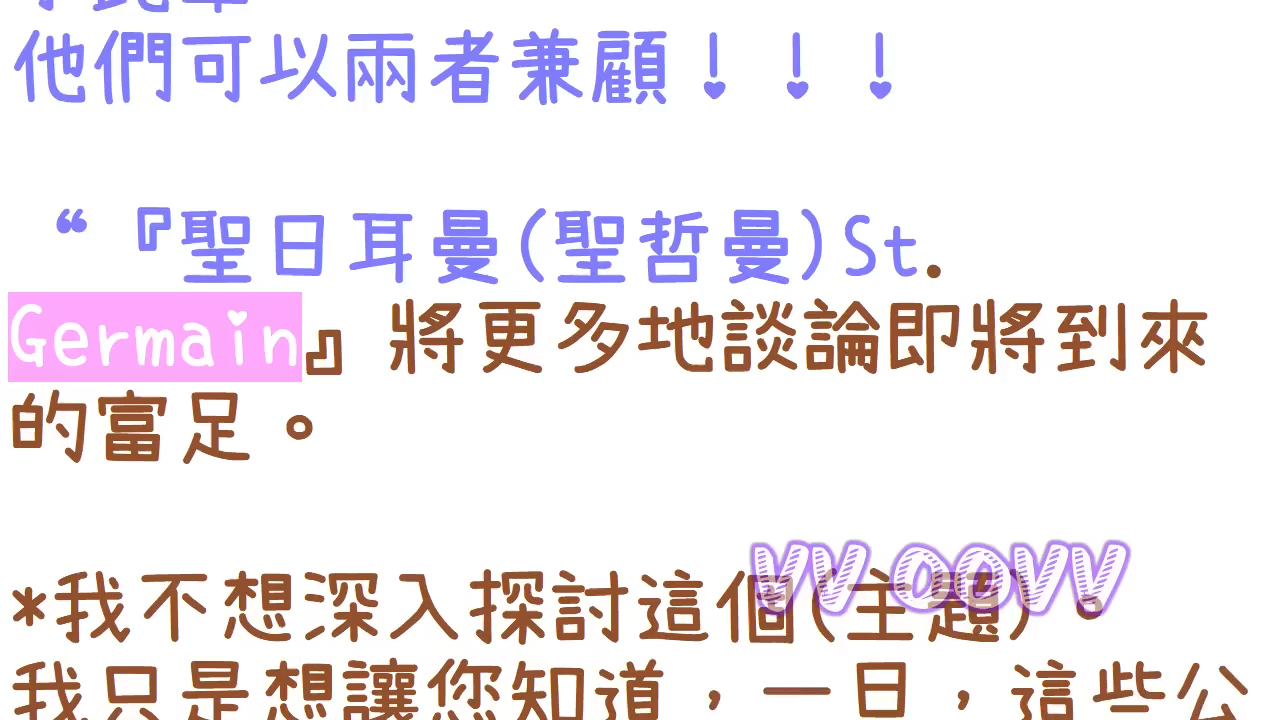 他們可以兩者兼顧！！！
“『聖日耳曼(聖哲曼)St.
Germain』將更多地談論即將到來
的富足。
*我不想深入探討這個(主題)。
我只是想讓您知道，一日，這些公